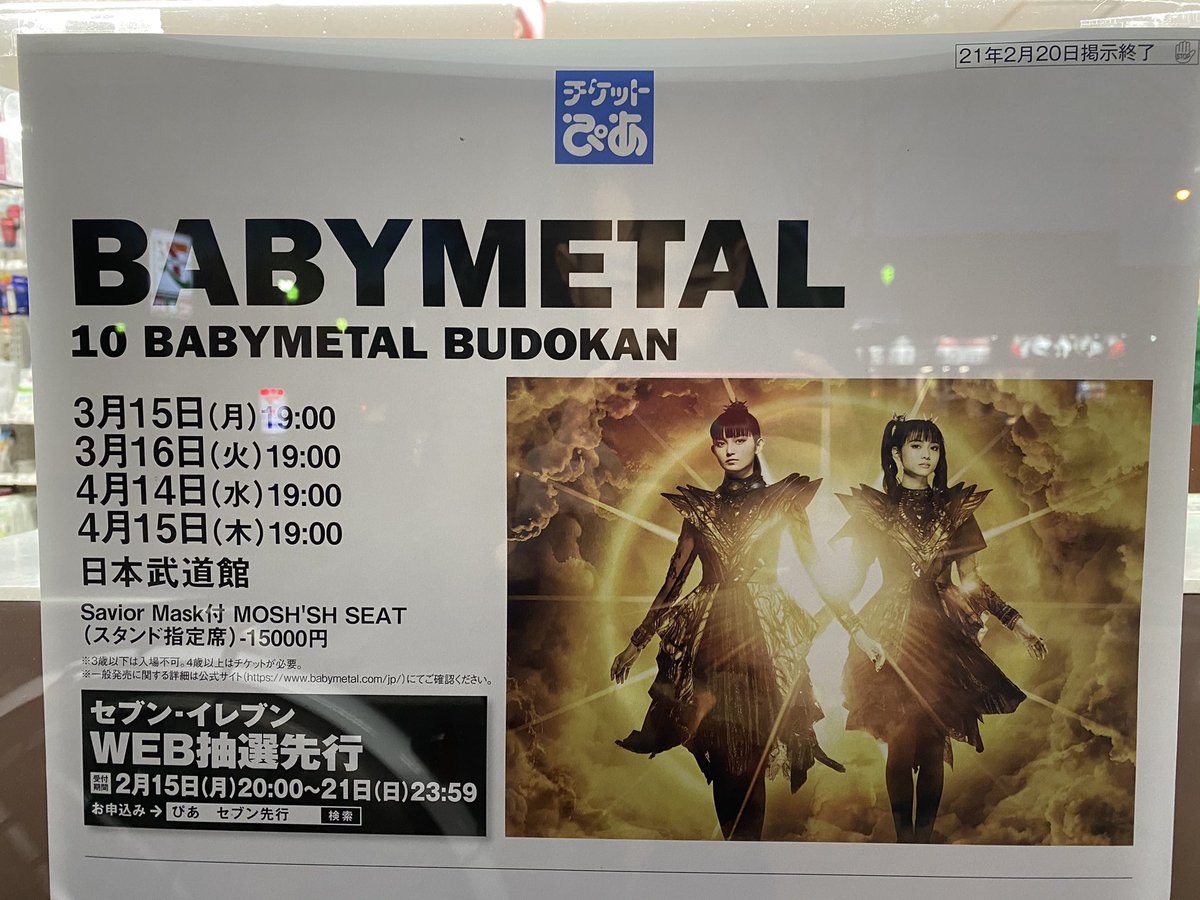 21年2月20日掲示終了
STOP
チケット
ぴあ
BABYMETAL
10 BABYMETAL BUDOKAN
3月15日(月)19:00
3月16日(火)19:00
4月14日(水)19:00
4月15日(木)19:00
日本武道館
Savior Mask付 MOSH'SH SEAT
(スタンド指定席)-15000円
※3歳以下は入場不可。4歳以上はチケットが必要。
※一般発売に関する詳細は公式サイト(https://www.babymetal.com/jp/)にてご確認ください。
セブン-イレブン
WEB抽選先行
受付期間 2月15日(月)20:00~21日(日)23:59
お申込み→ ぴあ セブン先行 検索